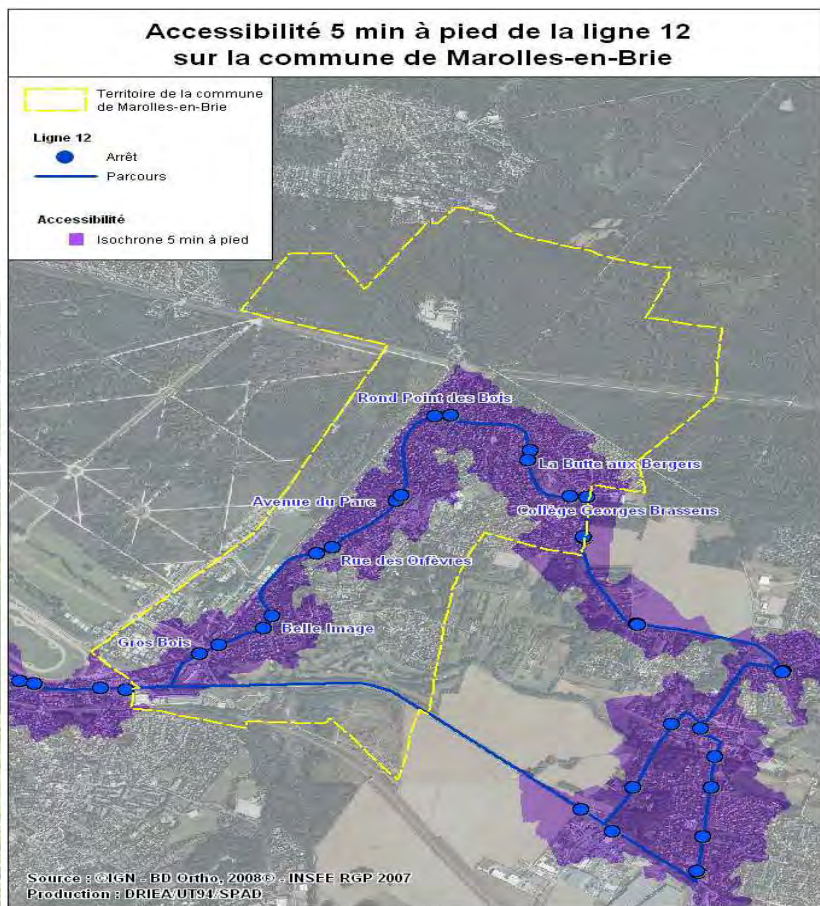 Accessibilité 5 min à pied de la ligne 12
sur la commune de Marolles-en-Brie
Territoire de la commune
de Marolles-en-Brie
Ligne 12
Arrêt
Parcours
Accessibilité
Isochrone 5 min à pied
Rond Point des Bois
La Butte aux Bergers
Avenue du Parc
Collège Georges Brassens
Rue des Orfèvres
Belle Image
Gros Bois
Source : ©IGN - BD Ortho, 2008© - INSEE RGP 2007
Production : DRIEA/UT94/SPAD